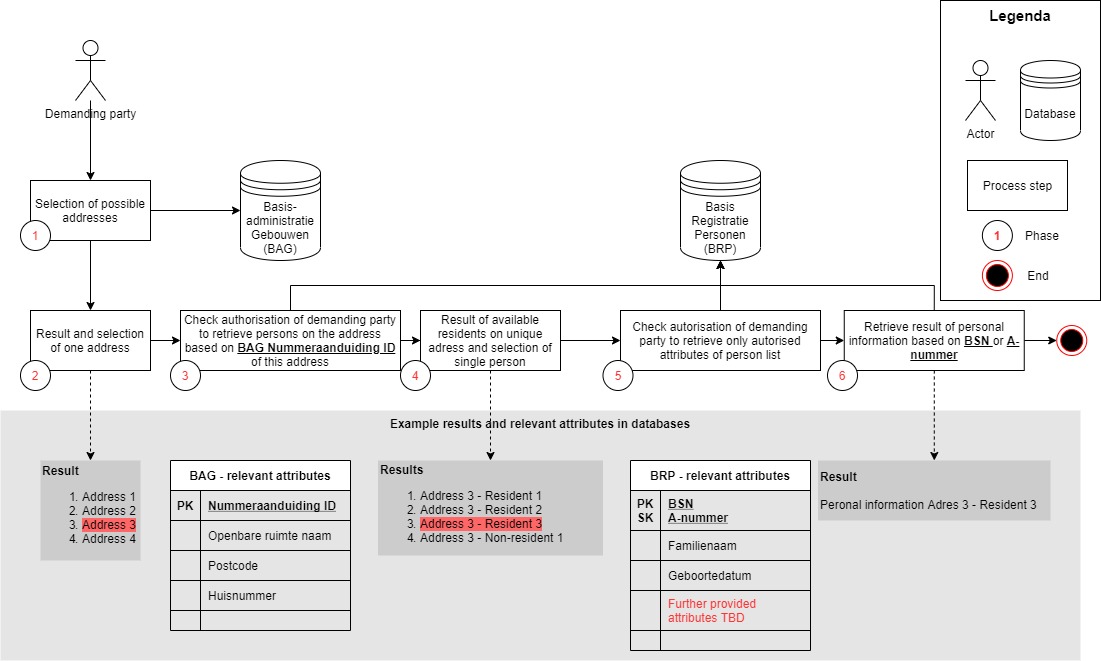 Legenda
Actor
Database
Process step
1
Phase
End
Demanding party
Selection of possible
addresses
1
Basis-
administratie
Gebouwen
(BAG)
Basis
Registratie
Personen
(BRP)
Result and selection
of one address
2
Check authorisation of demanding party
to retrieve persons on the address
based on BAG Nummeraanduiding ID
of this address
3
Result of available
residents on unique
adress and selection of
single person
4
Check autorisation of demanding
party to retrieve only autorised
attributes of person list
5
Retrieve result of personal
information based on BSN or A-
nummer
6
Example results and relevant attributes in databases
Result
1. Address 1
2. Address 2
3. Address 3
4. Address 4
BAG - relevant attributes
PK Nummeraanduiding ID
Openbare ruimte naam
Postcode
Huisnummer
Results
1. Address 3 - Resident 1
2. Address 3 - Resident 2
3. Address 3 - Resident 3
4. Address 3 - Non-resident 1
BRP - relevant attributes
PK BSN
SK A-nummer
Familienaam
Geboortedatum
Further provided
attributes TBD
Result
Peronal information Adres 3 - Resident 3